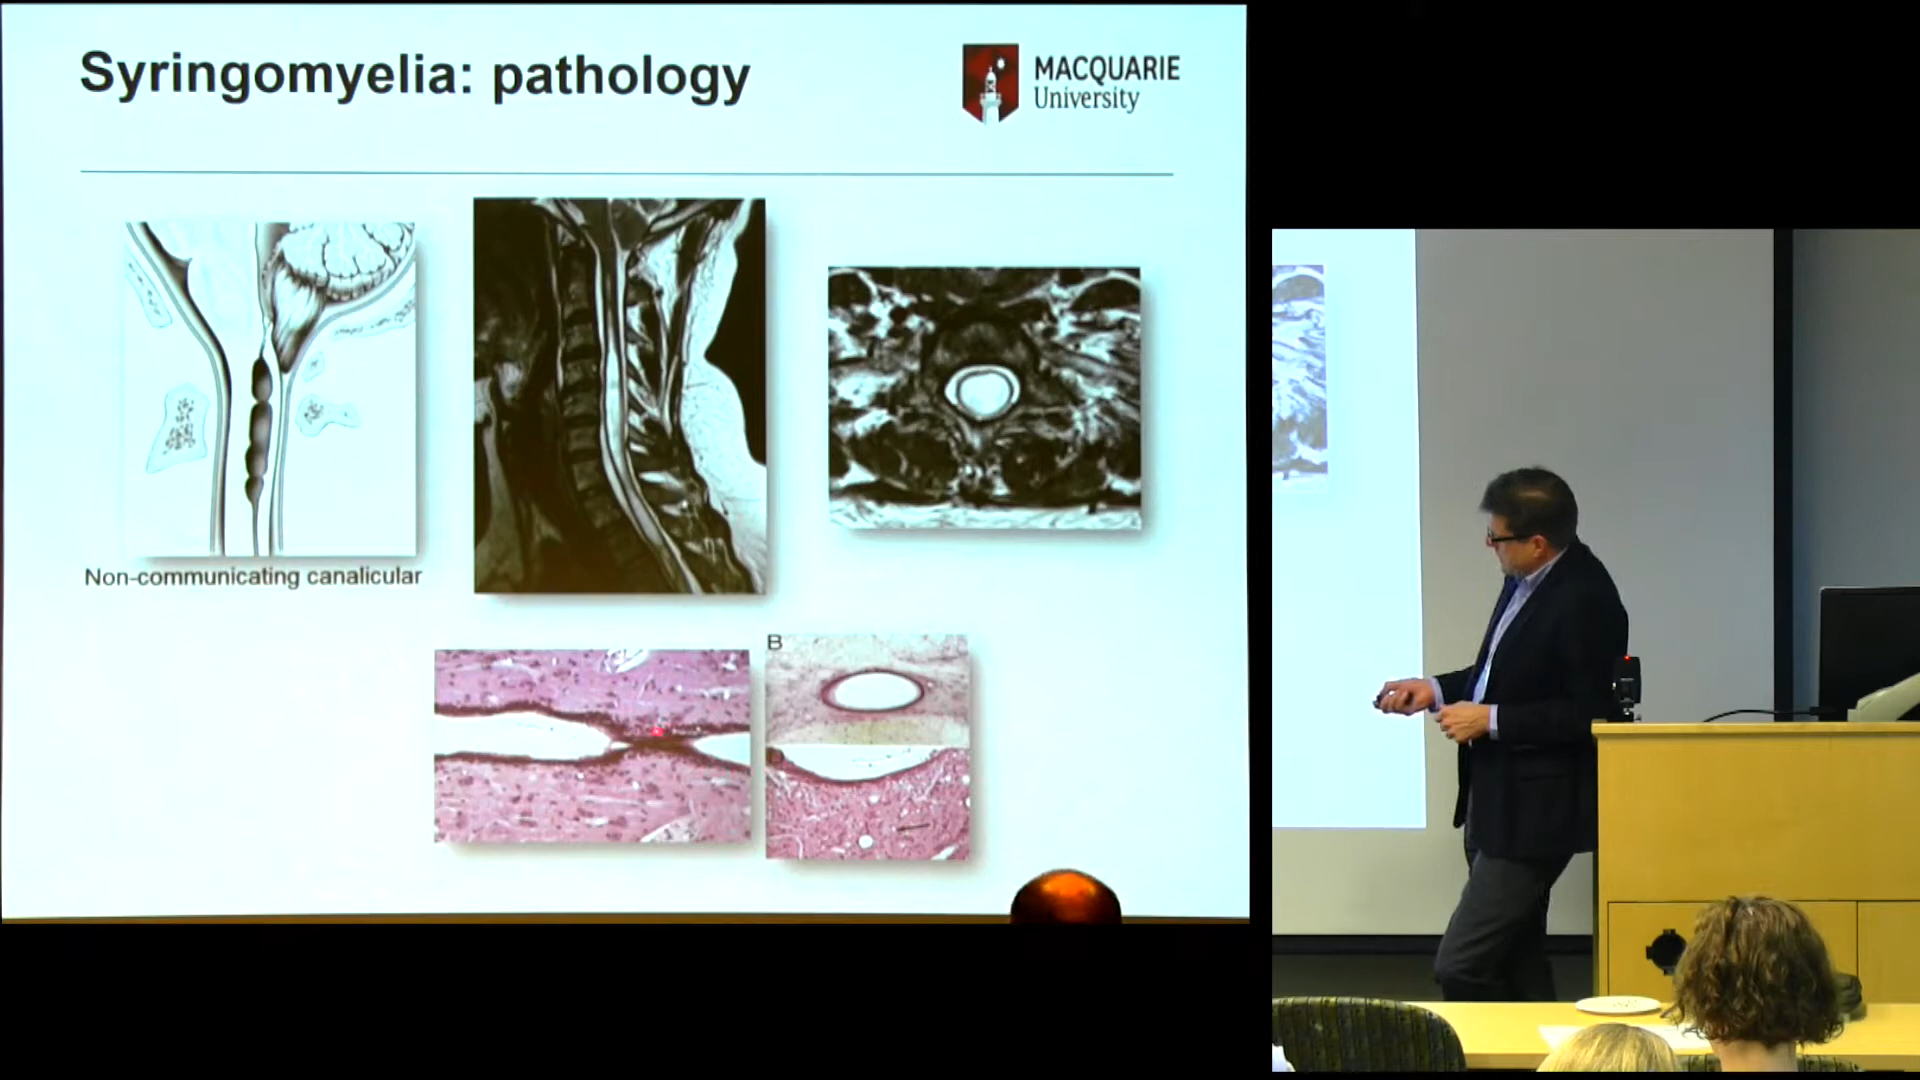 Syringomyelia: pathology
MACQUARIE
University
Non-communicating canalicular
B